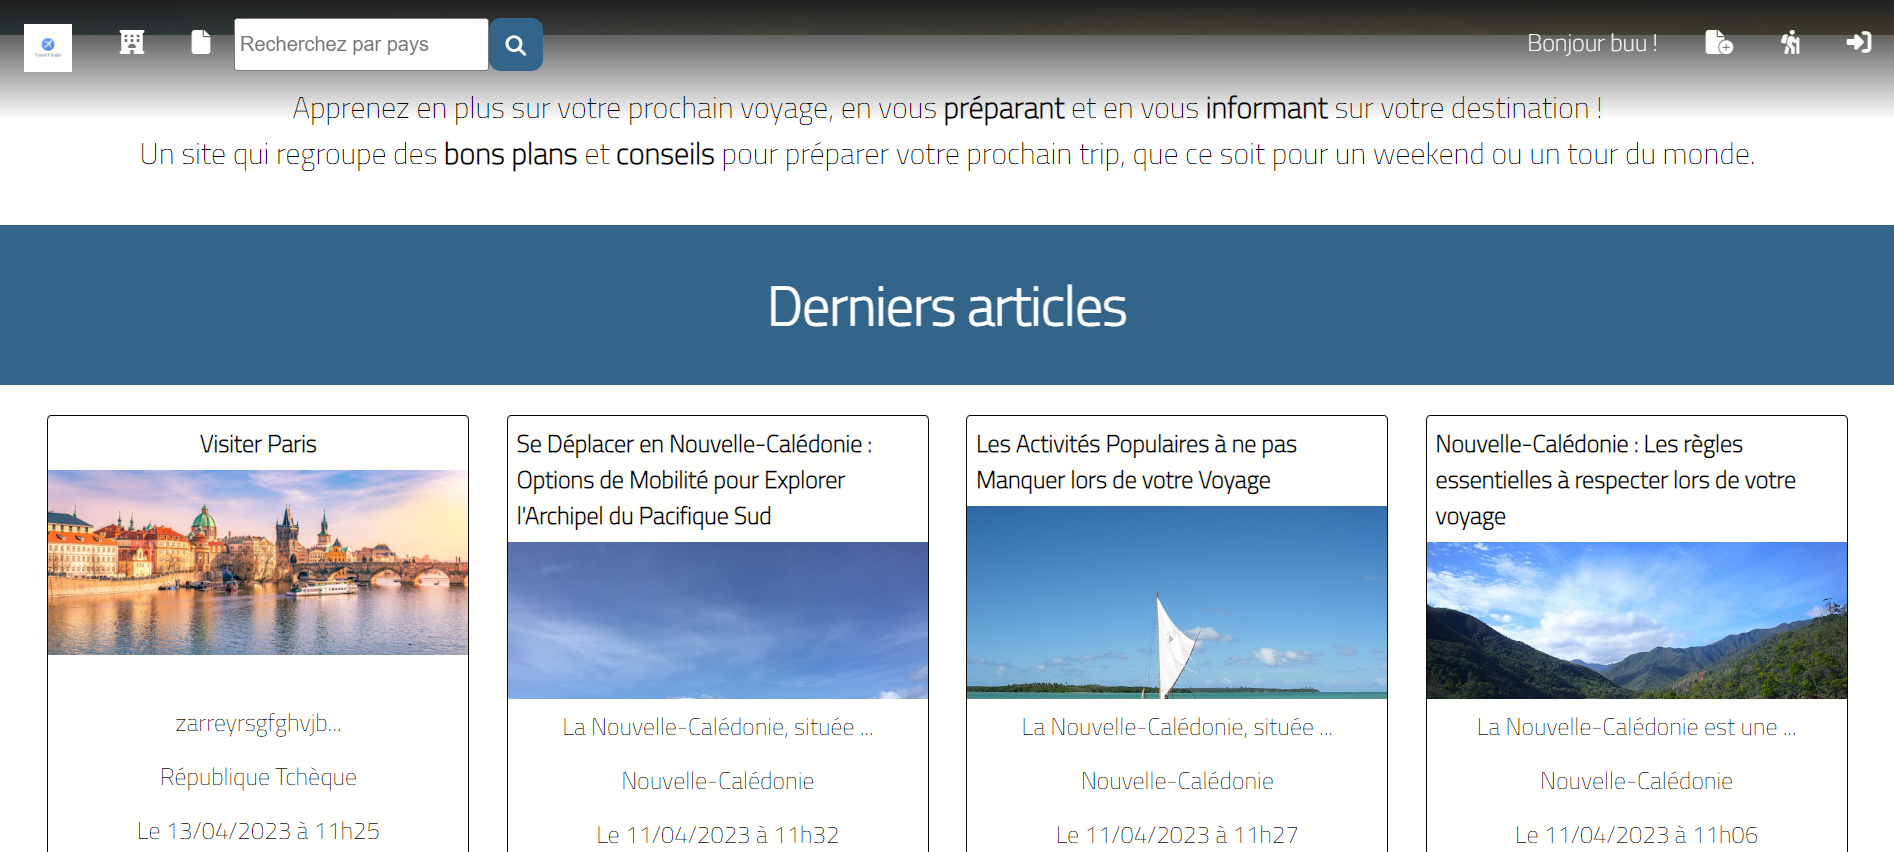 Travel Finder
Recherchez par pays
Bonjour buu !
Apprenez en plus sur votre prochain voyage, en vous préparant et en vous informant sur votre destination !
Un site qui regroupe des bons plans et conseils pour préparer votre prochain trip, que ce soit pour un weekend ou un tour du monde.
Derniers articles
Visiter Paris
zarreyrsgfghvjb...
République Tchèque
Le 13/04/2023 à 11h25
Se Déplacer en Nouvelle-Calédonie :
Options de Mobilité pour Explorer
l'Archipel du Pacifique Sud
La Nouvelle-Calédonie, située ...
Nouvelle-Calédonie
Le 11/04/2023 à 11h32
Les Activités Populaires à ne pas
Manquer lors de votre Voyage
La Nouvelle-Calédonie, située ...
Nouvelle-Calédonie
Le 11/04/2023 à 11h27
Nouvelle-Calédonie : Les règles
essentielles à respecter lors de votre
voyage
La Nouvelle-Calédonie est une ...
Nouvelle-Calédonie
Le 11/04/2023 à 11h06